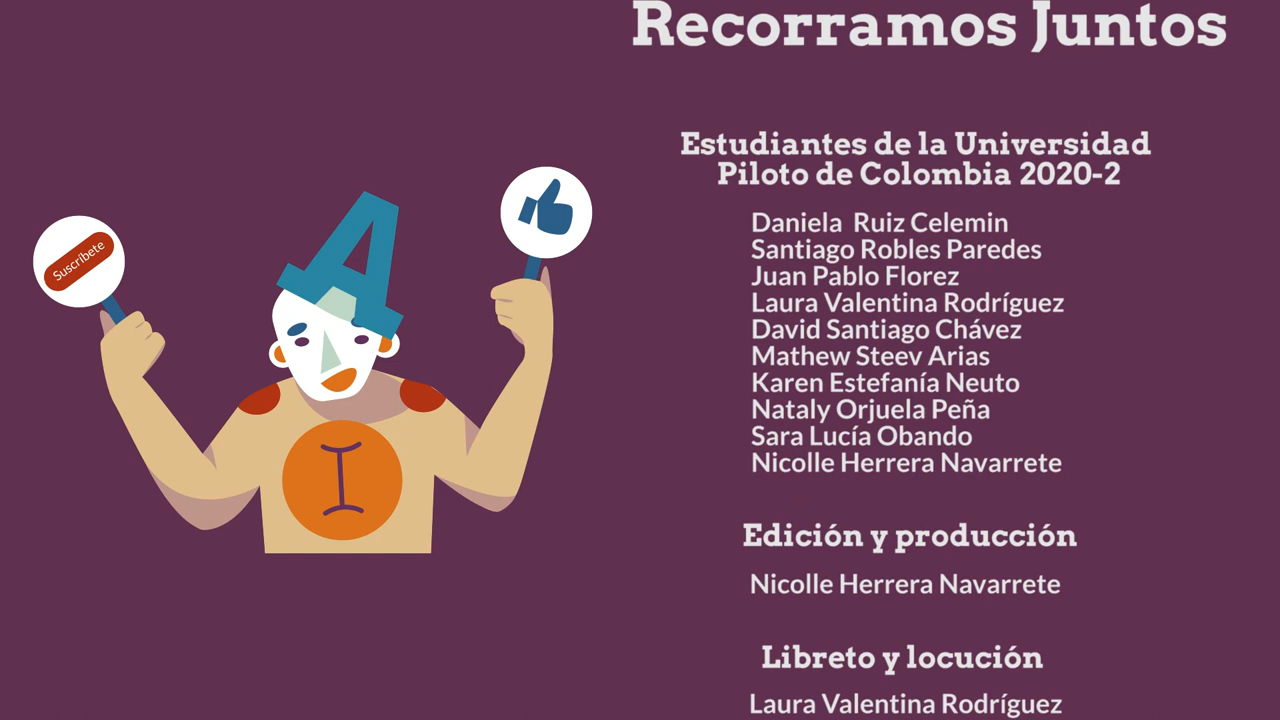 Recorramos Juntos
Estudiantes de la Universidad
Piloto de Colombia 2020-2
Daniela Ruiz Celemin
Santiago Robles Paredes
Juan Pablo Florez
Laura Valentina Rodríguez
David Santiago Chávez
Mathew Steev Arias
Karen Estefanía Neuto
Nataly Orjuela Peña
Sara Lucía Obando
Nicolle Herrera Navarrete
Edición y producción
Nicolle Herrera Navarrete
Libreto y locución
Laura Valentina Rodríguez
Suscríbete
A
I